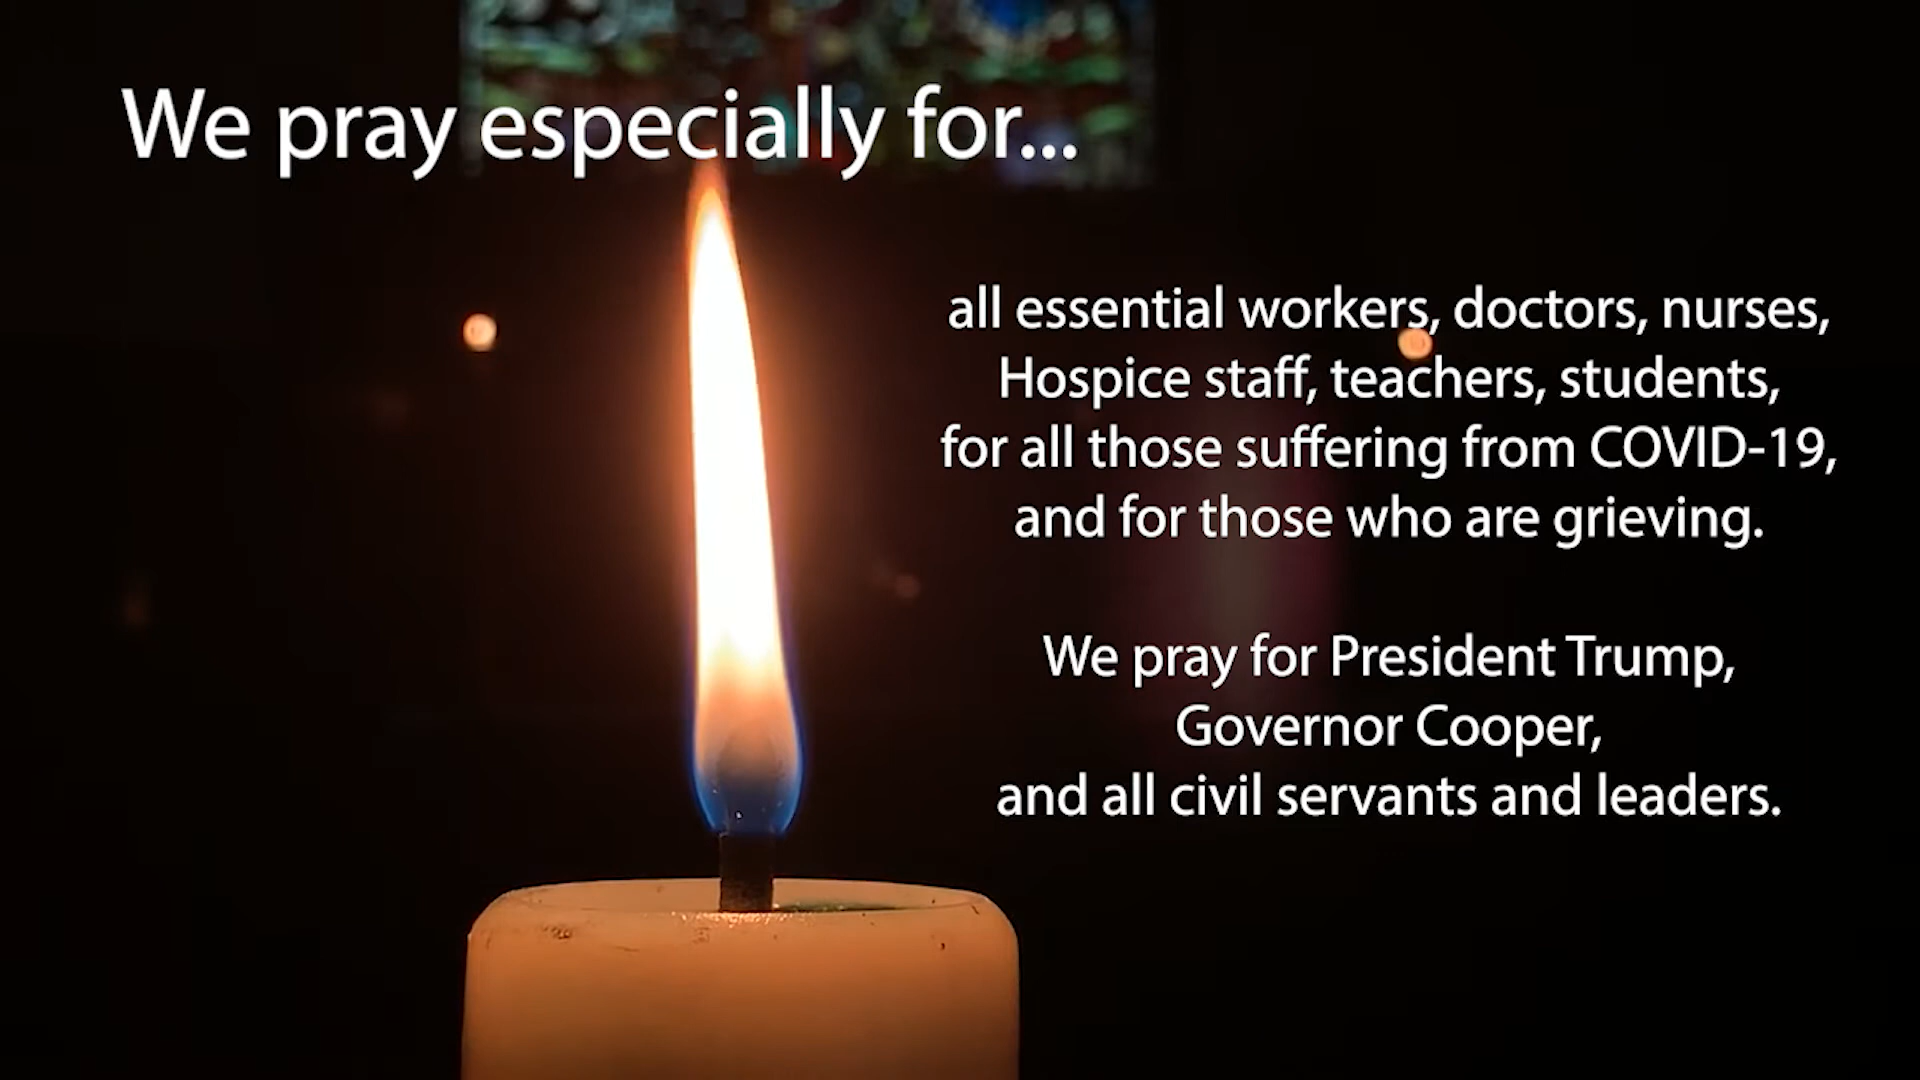 We pray especially for...
all essential workers, doctors, nurses,
Hospice staff, teachers, students,
for all those suffering from COVID-19,
and for those who are grieving.
We pray for President Trump,
Governor Cooper,
and all civil servants and leaders.